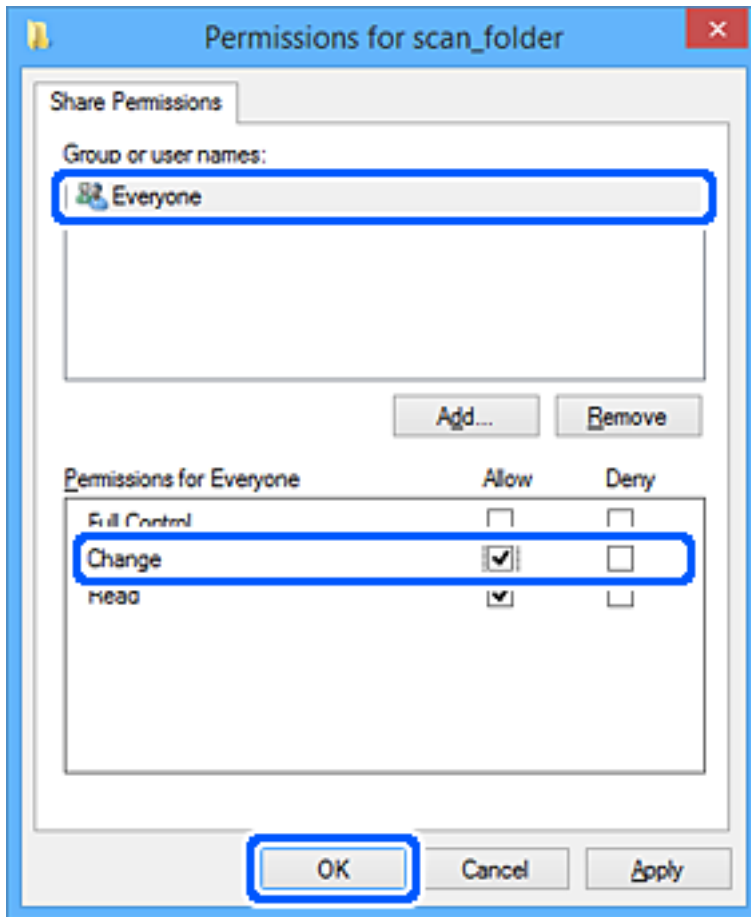 Permissions for scan_folder
Share Permissions
Group or user names:
Everyone
Add...
Remove
Permissions for Everyone Allow Deny
Full Control
Change
Read
OK
Cancel
Apply